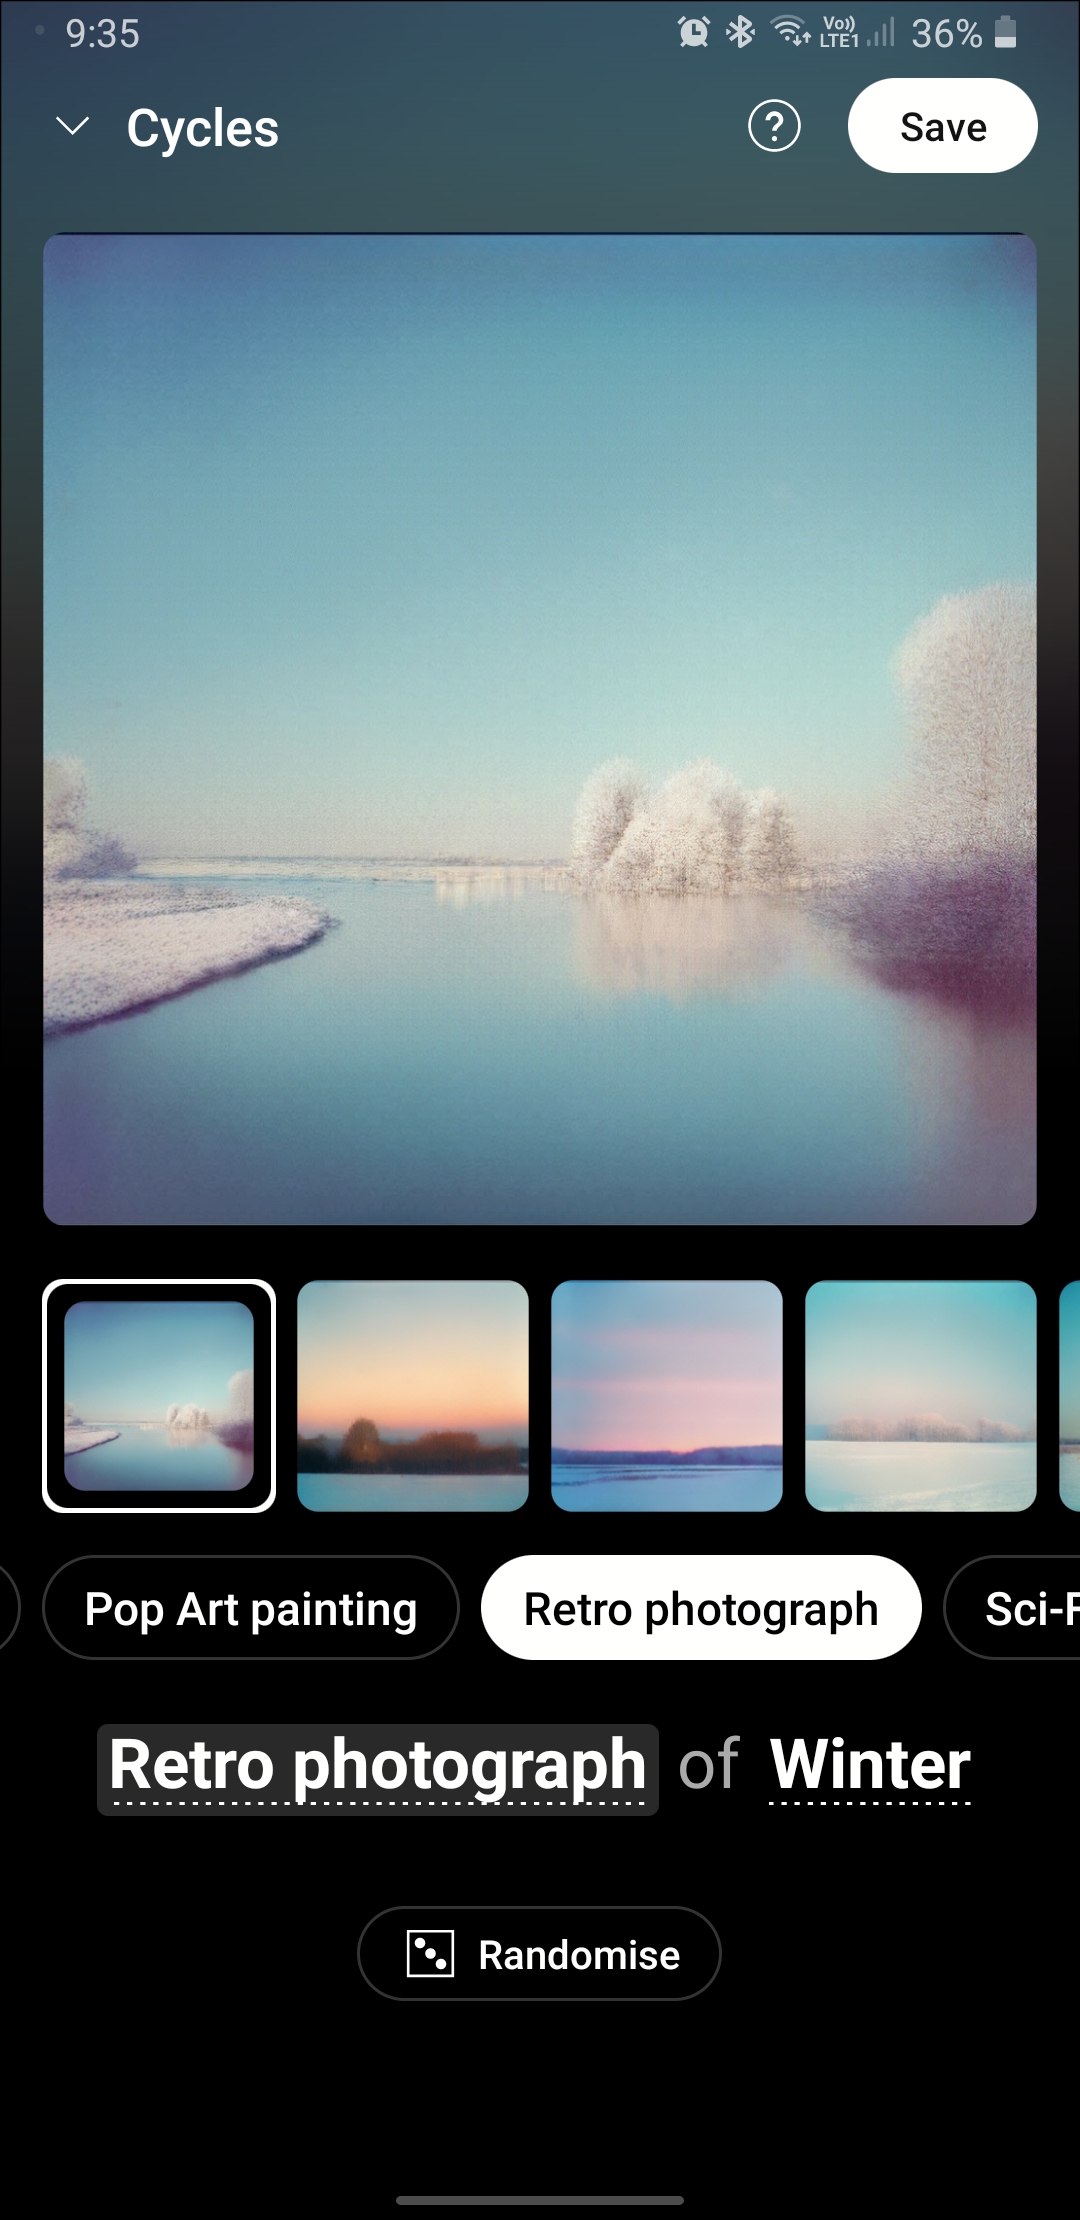 9:35 Vo)) LTE1 36%
Cycles ? Save
Pop Art painting Retro photograph Sci-F
Retro photograph of Winter
Randomise